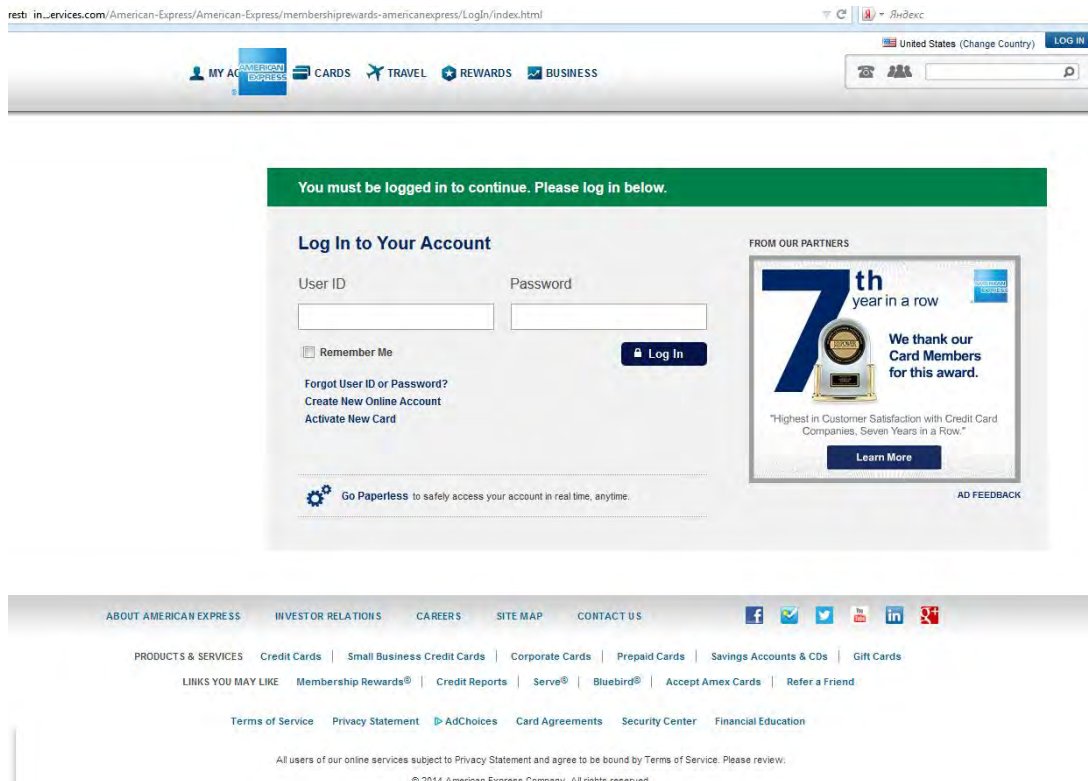 in_ervices.com/American-Express/American-Express/membershiprewards-americanexpress/LogIn/index.html
Яндекс
United States (Change Country) LOG IN
MY AC AMERICAN EXPRESS CARDS TRAVEL REWARDS BUSINESS
You must be logged in to continue. Please log in below.
Log In to Your Account
FROM OUR PARTNERS
User ID Password
7th
year in a row
AMERICAN EXPRESS
We thank our
Card Members
for this award.
Remember Me Log In
Forgot User ID or Password?
Create New Online Account
Activate New Card
"Highest in Customer Satisfaction with Credit Card
Companies, Seven Years in a Row."
Learn More
Go Paperless to safely access your account in real time, anytime.
AD FEEDBACK
ABOUT AMERICAN EXPRESS INVESTOR RELATIONS CAREERS SITE MAP CONTACT US
PRODUCTS & SERVICES Credit Cards | Small Business Credit Cards | Corporate Cards | Prepaid Cards | Savings Accounts & CDs | Gift Cards
LINKS YOU MAY LIKE Membership Rewards® | Credit Reports | Serve® | Bluebird® | Accept Amex Cards | Refer a Friend
Terms of Service Privacy Statement AdChoices Card Agreements Security Center Financial Education
All users of our online services subject to Privacy Statement and agree to be bound by Terms of Service. Please review.
© 2014 American Express Company. All rights reserved